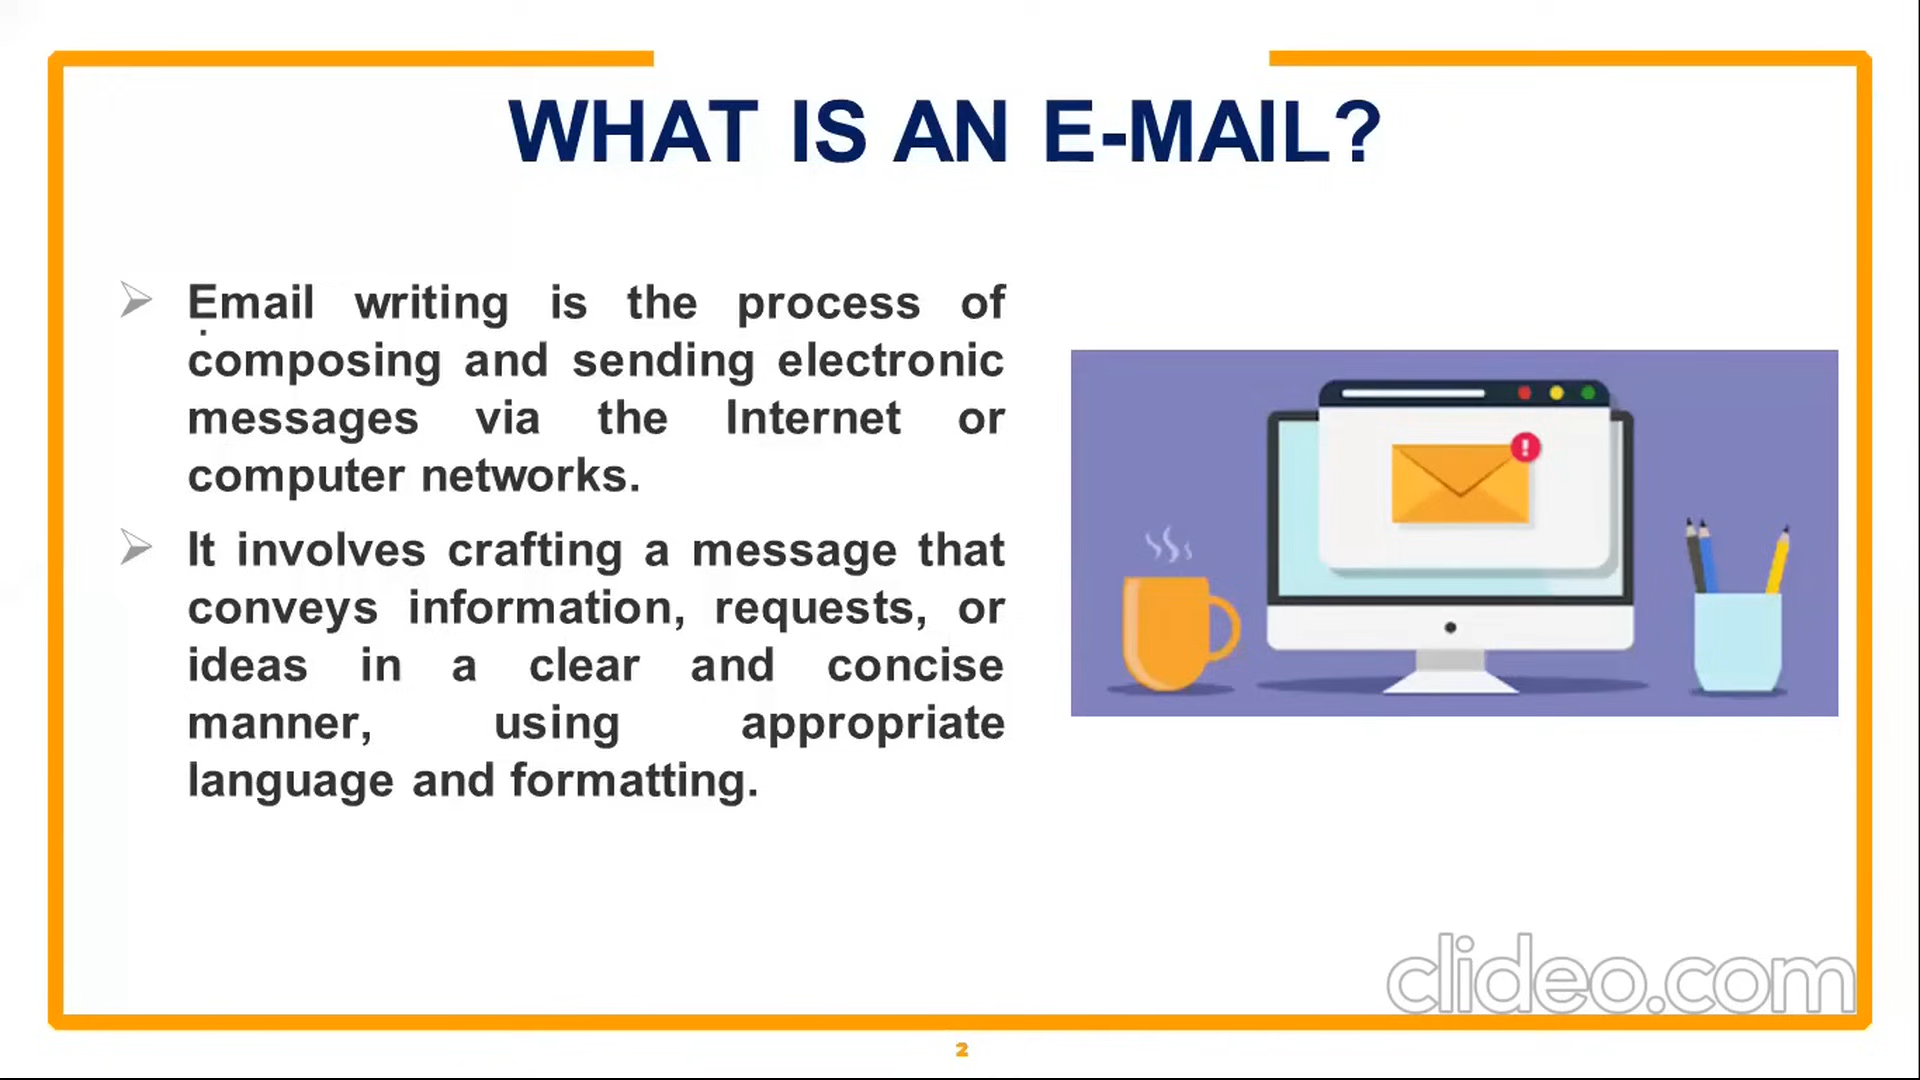 WHAT IS AN E-MAIL?
Email writing is the process of
composing and sending electronic
messages via the Internet or
computer networks.
It involves crafting a message that
conveys information, requests, or
ideas in a clear and concise
manner, using appropriate
language and formatting.
clideo.com
2